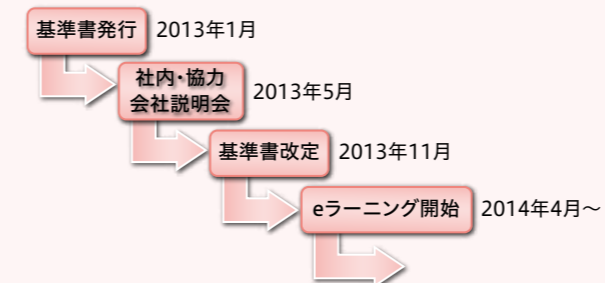 基準書発行 2013年1月
社内・協力
会社説明会 2013年5月
基準書改定 2013年11月
eラーニング開始 2014年4月～